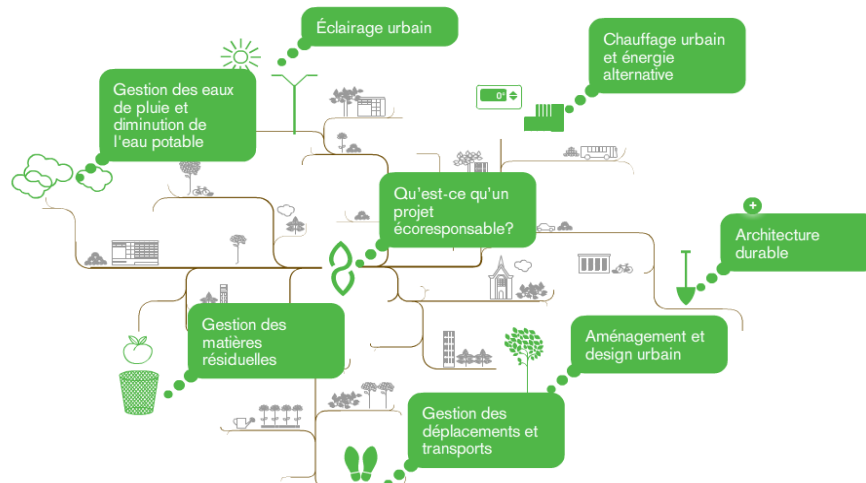 Éclairage urbain
Chauffage urbain
et énergie
alternative
Gestion des eaux
de pluie et
diminution de
l'eau potable
0°
Qu'est-ce qu'un
projet
écoresponsable?
+
Architecture
durable
Gestion des
matières
résiduelles
Aménagement et
design urbain
Gestion des
déplacements et
transports